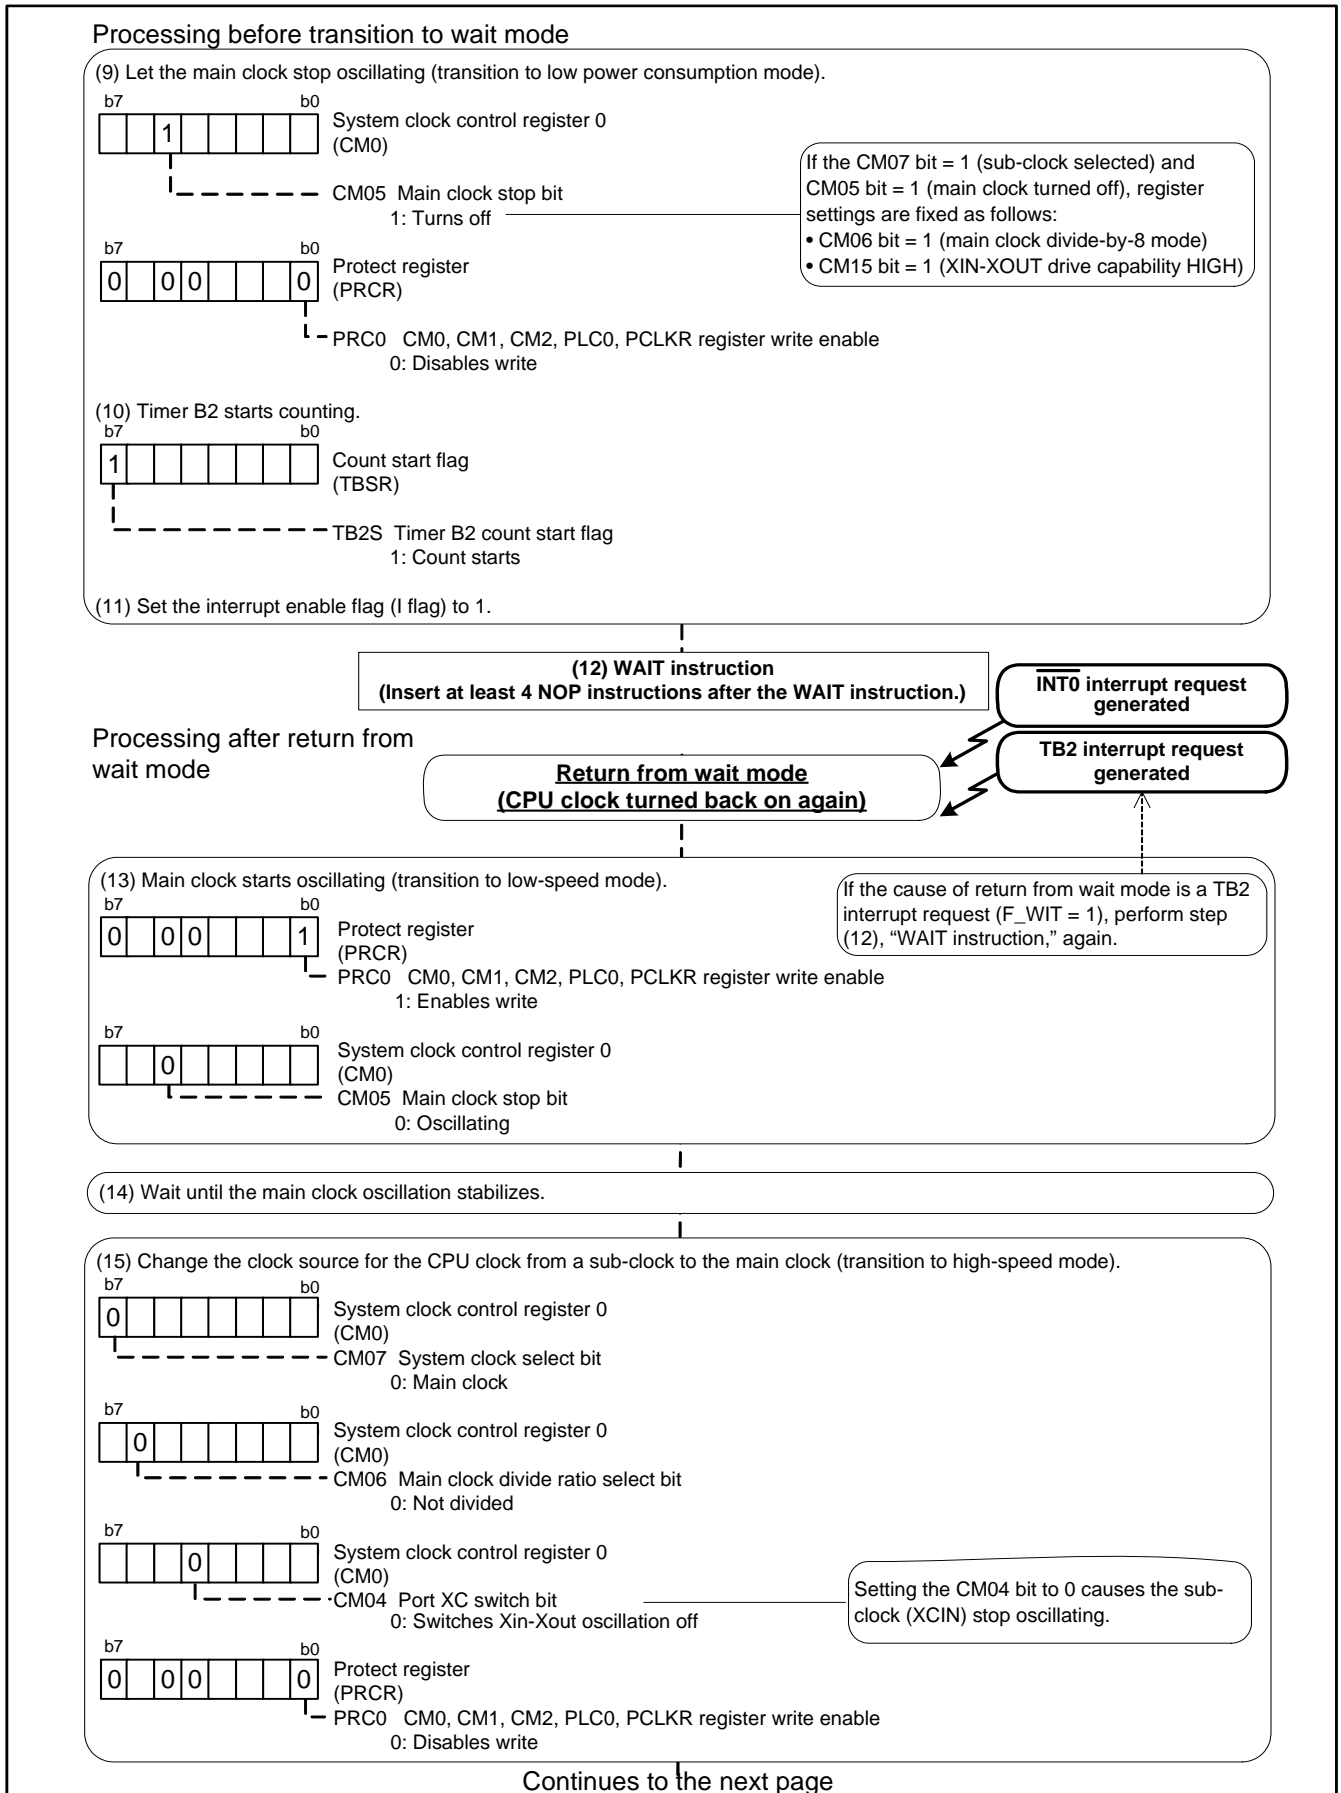 Processing before transition to wait mode
(9) Let the main clock stop oscillating (transition to low power consumption mode).
b7 b0
1
System clock control register 0
(CM0)
CM05 Main clock stop bit
1: Turns off
If the CM07 bit = 1 (sub-clock selected) and
CM05 bit = 1 (main clock turned off), register
settings are fixed as follows:
• CM06 bit = 1 (main clock divide-by-8 mode)
• CM15 bit = 1 (XIN-XOUT drive capability HIGH)
b7 b0
0 0 0 0
Protect register
(PRCR)
PRC0 CM0, CM1, CM2, PLC0, PCLKR register write enable
0: Disables write
(10) Timer B2 starts counting.
b7 b0
1
Count start flag
(TBSR)
TB2S Timer B2 count start flag
1: Count starts
(11) Set the interrupt enable flag (I flag) to 1.
(12) WAIT instruction
(Insert at least 4 NOP instructions after the WAIT instruction.)
INT0 interrupt request
generated
Processing after return from
wait mode
TB2 interrupt request
generated
Return from wait mode
(CPU clock turned back on again)
(13) Main clock starts oscillating (transition to low-speed mode).
b7 b0
0 0 0 1
Protect register
(PRCR)
PRC0 CM0, CM1, CM2, PLC0, PCLKR register write enable
1: Enables write
If the cause of return from wait mode is a TB2
interrupt request (F_WIT = 1), perform step
(12), “WAIT instruction,” again.
b7 b0
0
System clock control register 0
(CM0)
CM05 Main clock stop bit
0: Oscillating
(14) Wait until the main clock oscillation stabilizes.
(15) Change the clock source for the CPU clock from a sub-clock to the main clock (transition to high-speed mode).
b7 b0
0
System clock control register 0
(CM0)
CM07 System clock select bit
0: Main clock
b7 b0
0
System clock control register 0
(CM0)
CM06 Main clock divide ratio select bit
0: Not divided
b7 b0
0
System clock control register 0
(CM0)
CM04 Port XC switch bit
0: Switches Xin-Xout oscillation off
Setting the CM04 bit to 0 causes the sub-
clock (XCIN) stop oscillating.
b7 b0
0 0 0 0
Protect register
(PRCR)
PRC0 CM0, CM1, CM2, PLC0, PCLKR register write enable
0: Disables write
Continues to the next page